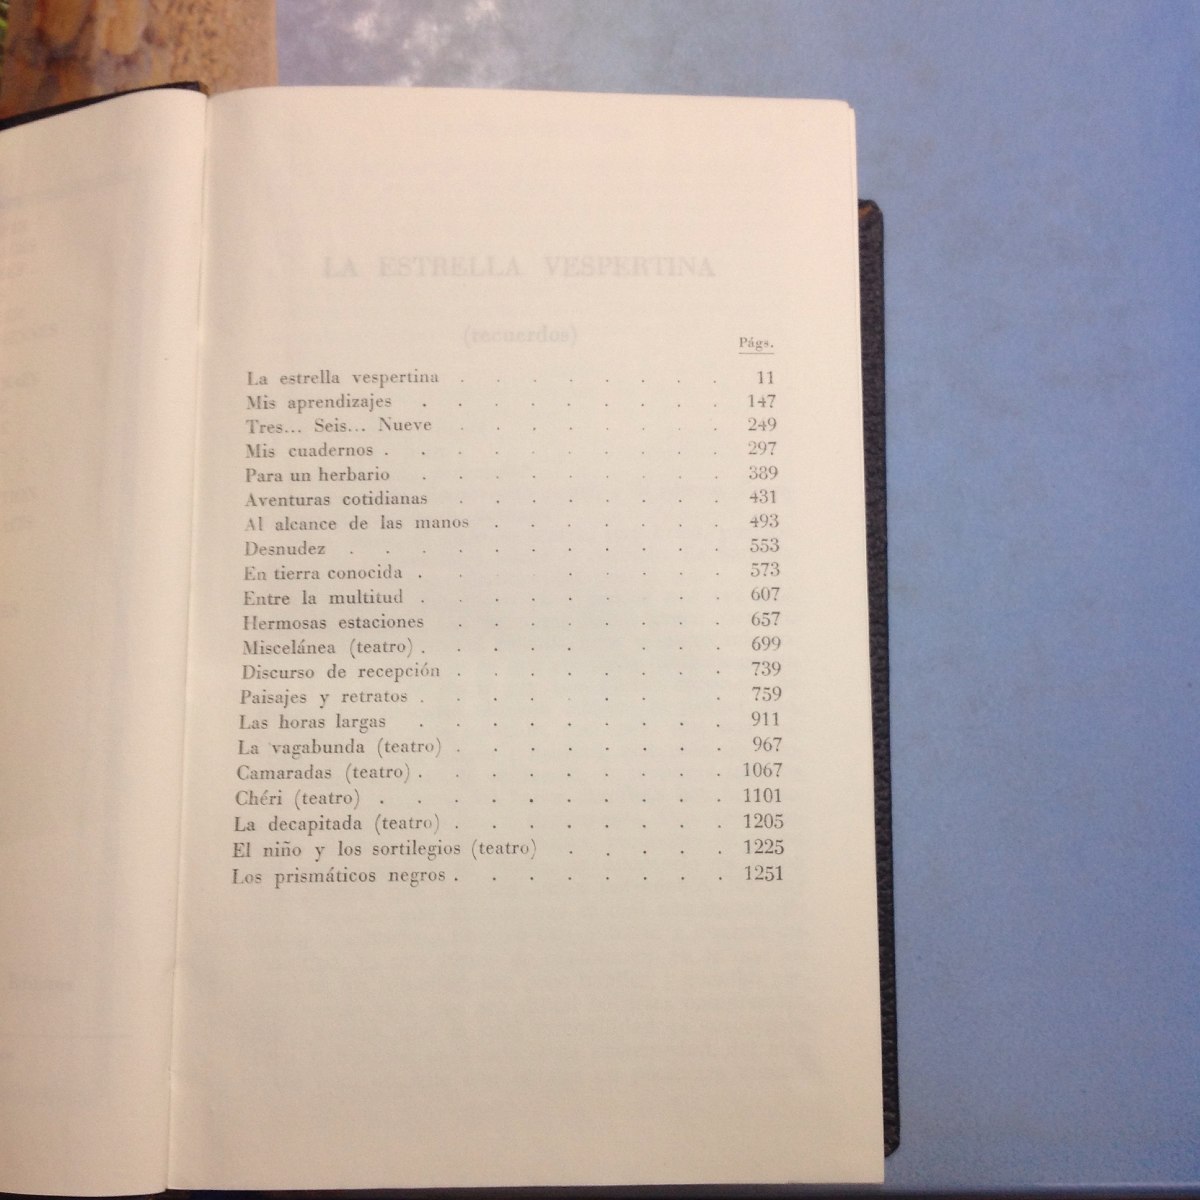 LA ESTRELLA VESPERTINA
(recuerdos)
Págs.
La estrella vespertina . . . . . . . . 11
Mis aprendizajes . . . . . . . . . 147
Tres... Seis... Nueve . . . . . . . . 249
Mis cuadernos . . . . . . . . . . 297
Para un herbario . . . . . . . . . 389
Aventuras cotidianas . . . . . . . . 431
Al alcance de las manos . . . . . . . 493
Desnudez . . . . . . . . . . . 553
En tierra conocida . . . . . . . . 573
Entre la multitud . . . . . . . . 607
Hermosas estaciones . . . . . . . . 657
Miscelánea (teatro) . . . . . . . . 699
Discurso de recepción . . . . . . . . 739
Paisajes y retratos . . . . . . . . 759
Las horas largas . . . . . . . . . 911
La vagabunda (teatro) . . . . . . . . 967
Camaradas (teatro) . . . . . . . . . 1067
Chéri (teatro) . . . . . . . . . . 1101
La decapitada (teatro) . . . . . . . . 1205
El niño y los sortilegios (teatro) . . . . . 1225
Los prismáticos negros . . . . . . . . 1251